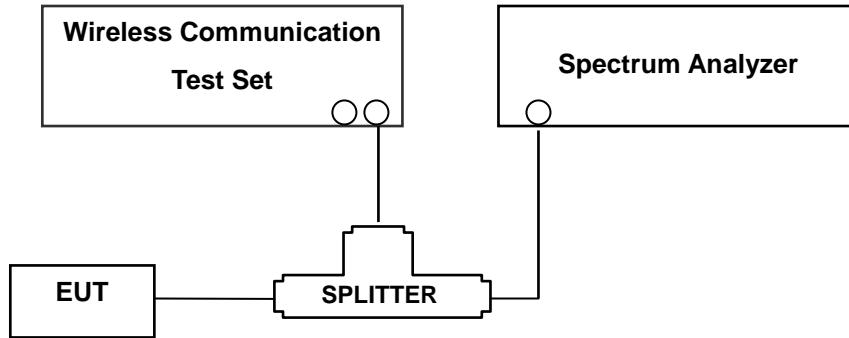 Wireless Communication
Test Set
Spectrum Analyzer
EUT
SPLITTER